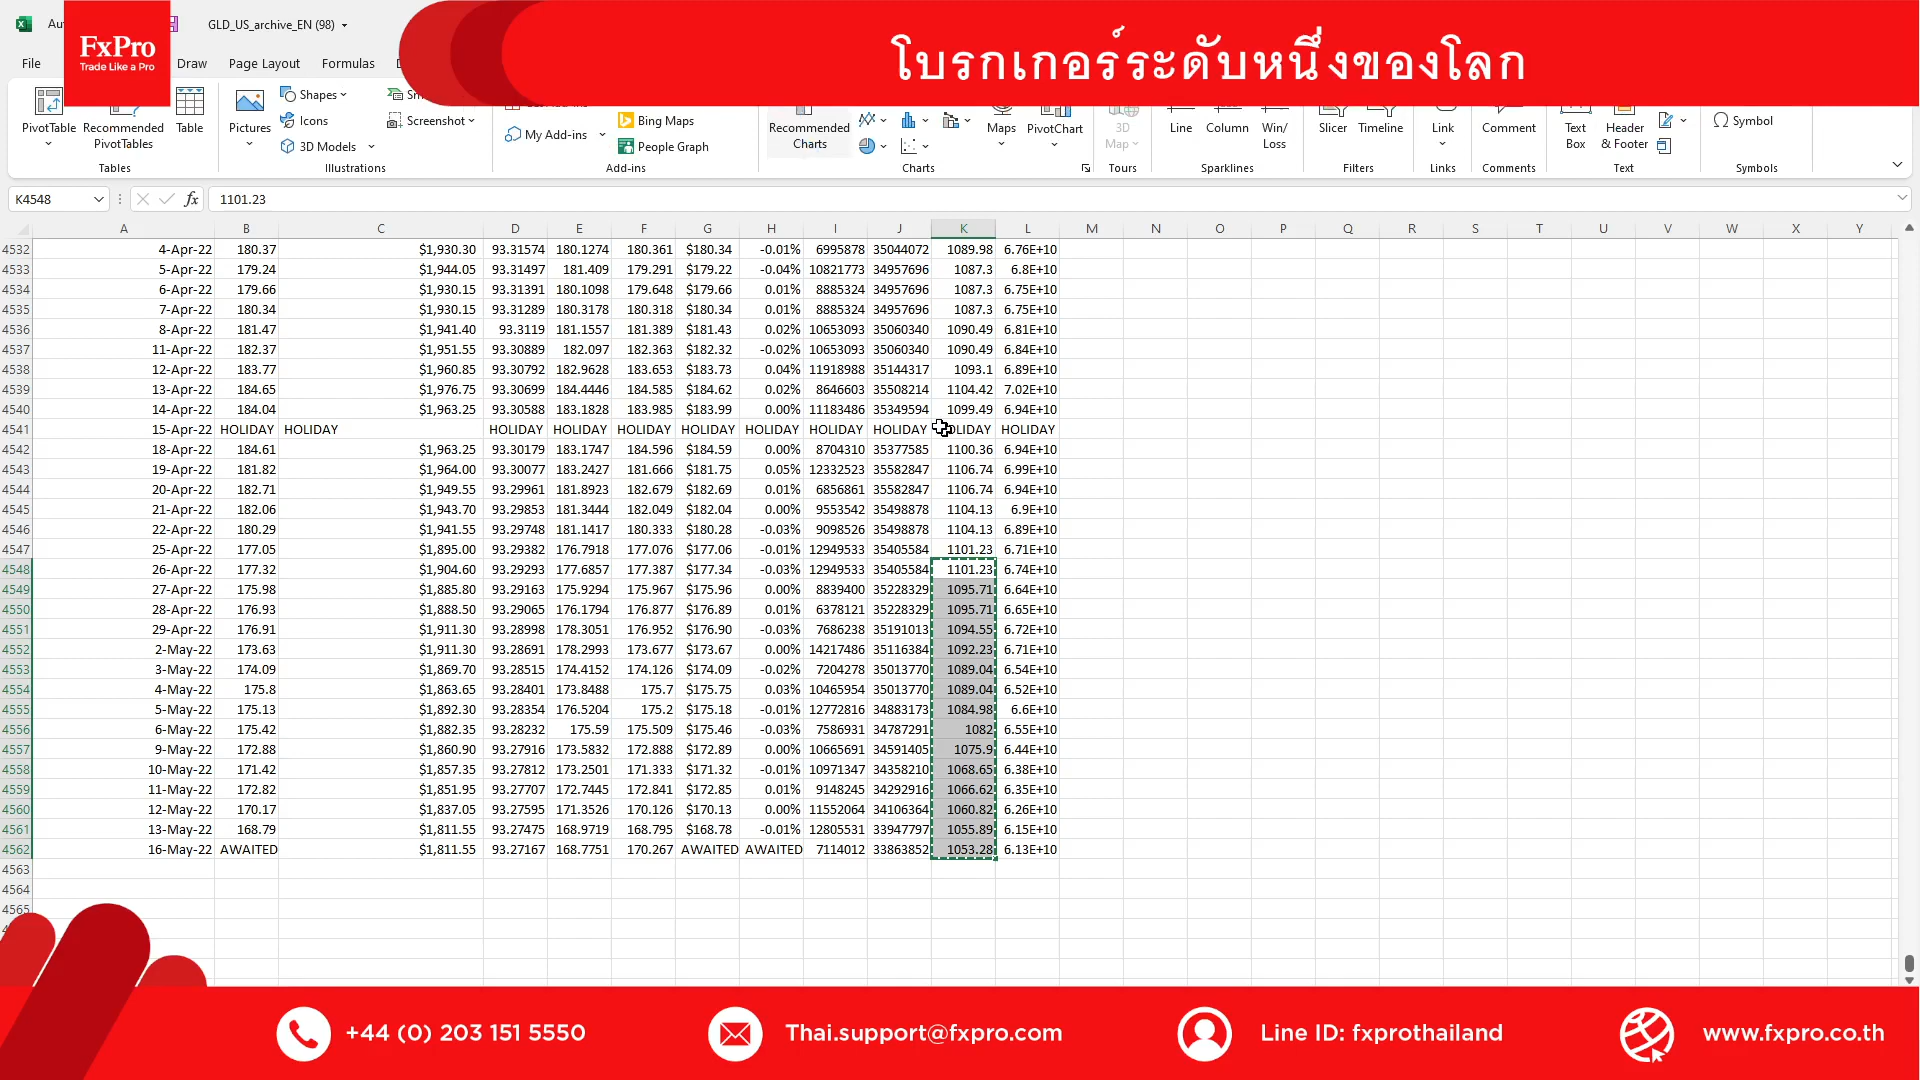 GLD_US_archive_EN (98)
FxPro
Trade Like a Pro
โบรกเกอร์ระดับหนึ่งของโลก
File Draw Page Layout Formulas
PivotTable Recommended PivotTables Table Pictures Shapes Icons 3D Models Screenshot My Add-ins Bing Maps People Graph Recommended Charts Maps PivotChart 3D Map Line Column Win/Loss Slicer Timeline Link Comment Text Box Header & Footer Symbol
Tables Illustrations Add-ins Charts Tours Sparklines Filters Links Comments Text Symbols
K4548 fx 1101.23
A B C D E F G H I J K L M N O P Q R S T U V W X Y
4532 4-Apr-22 180.37 $1,930.30 93.31574 180.1274 180.361 $180.34 -0.01% 6995878 35044072 1089.98 6.76E+10
4533 5-Apr-22 179.24 $1,944.05 93.31497 181.409 179.291 $179.22 -0.04% 10821773 34957696 1087.3 6.8E+10
4534 6-Apr-22 179.66 $1,930.15 93.31391 180.1098 179.648 $179.66 0.01% 8885324 34957696 1087.3 6.75E+10
4535 7-Apr-22 180.34 $1,930.15 93.31289 180.3178 180.318 $180.34 0.01% 8885324 34957696 1087.3 6.75E+10
4536 8-Apr-22 181.47 $1,941.40 93.3119 181.1557 181.389 $181.43 0.02% 10653093 35060340 1090.49 6.81E+10
4537 11-Apr-22 182.37 $1,951.55 93.30889 182.097 182.363 $182.32 -0.02% 10653093 35060340 1090.49 6.84E+10
4538 12-Apr-22 183.77 $1,960.85 93.30792 182.9628 183.653 $183.73 0.04% 11918988 35144317 1093.1 6.89E+10
4539 13-Apr-22 184.65 $1,976.75 93.30699 184.4446 184.585 $184.62 0.02% 8646603 35508214 1104.42 7.02E+10
4540 14-Apr-22 184.04 $1,963.25 93.30588 183.1828 183.985 $183.99 0.00% 11183486 35349594 1099.49 6.94E+10
4541 15-Apr-22 HOLIDAY HOLIDAY HOLIDAY HOLIDAY HOLIDAY HOLIDAY HOLIDAY HOLIDAY HOLIDAY HOLIDAY HOLIDAY
4542 18-Apr-22 184.61 $1,963.25 93.30179 183.1747 184.596 $184.59 0.00% 8704310 35377585 1100.36 6.94E+10
4543 19-Apr-22 181.82 $1,964.00 93.30077 183.2427 181.666 $181.75 0.05% 12332523 35582847 1106.74 6.99E+10
4544 20-Apr-22 182.71 $1,949.55 93.29961 181.8923 182.679 $182.69 0.01% 6856861 35582847 1106.74 6.94E+10
4545 21-Apr-22 182.06 $1,943.70 93.29853 181.3444 182.049 $182.04 0.00% 9553542 35498878 1104.13 6.9E+10
4546 22-Apr-22 180.29 $1,941.55 93.29748 181.1417 180.333 $180.28 -0.03% 9098526 35498878 1104.13 6.89E+10
4547 25-Apr-22 177.05 $1,895.00 93.29382 176.7918 177.076 $177.06 -0.01% 12949533 35405584 1101.23 6.71E+10
4548 26-Apr-22 177.32 $1,904.60 93.29293 177.6857 177.387 $177.34 -0.03% 12949533 35405584 1101.23 6.74E+10
4549 27-Apr-22 175.98 $1,885.80 93.29163 175.9294 175.967 $175.96 0.00% 8839400 35228329 1095.71 6.64E+10
4550 28-Apr-22 176.93 $1,888.50 93.29065 176.1794 176.877 $176.89 0.01% 6378121 35228329 1095.71 6.65E+10
4551 29-Apr-22 176.91 $1,911.30 93.28998 178.3051 176.952 $176.90 -0.03% 7686238 35191013 1094.55 6.72E+10
4552 2-May-22 173.63 $1,911.30 93.28691 178.2993 173.677 $173.67 0.00% 14217486 35116384 1092.23 6.71E+10
4553 3-May-22 174.09 $1,869.70 93.28515 174.4152 174.126 $174.09 -0.02% 7204278 35013770 1089.04 6.54E+10
4554 4-May-22 175.8 $1,863.65 93.28401 173.8488 175.7 $175.75 0.03% 10465954 35013770 1089.04 6.52E+10
4555 5-May-22 175.13 $1,892.30 93.28354 176.5204 175.2 $175.18 -0.01% 12772816 34883173 1084.98 6.6E+10
4556 6-May-22 175.42 $1,882.35 93.28232 175.59 175.509 $175.46 -0.03% 7586931 34787291 1082 6.55E+10
4557 9-May-22 172.88 $1,860.90 93.27916 173.5832 172.888 $172.89 0.00% 10665691 34591405 1075.9 6.44E+10
4558 10-May-22 171.42 $1,857.35 93.27812 173.2501 171.333 $171.32 -0.01% 10971347 34358210 1068.65 6.38E+10
4559 11-May-22 172.82 $1,851.95 93.27707 172.7445 172.841 $172.85 0.01% 9148245 34292916 1066.62 6.35E+10
4560 12-May-22 170.17 $1,837.05 93.27595 171.3526 170.126 $170.13 0.00% 11552064 34106364 1060.82 6.26E+10
4561 13-May-22 168.79 $1,811.55 93.27475 168.9719 168.795 $168.78 -0.01% 12805531 33947797 1055.89 6.15E+10
4562 16-May-22 AWAITED $1,811.55 93.27167 168.7751 170.267 AWAITED AWAITED 7114012 33863852 1053.28 6.13E+10
4563
4564
4565
+44 (0) 203 151 5550 Thai.support@fxpro.com Line ID: fxprothailand www.fxpro.co.th